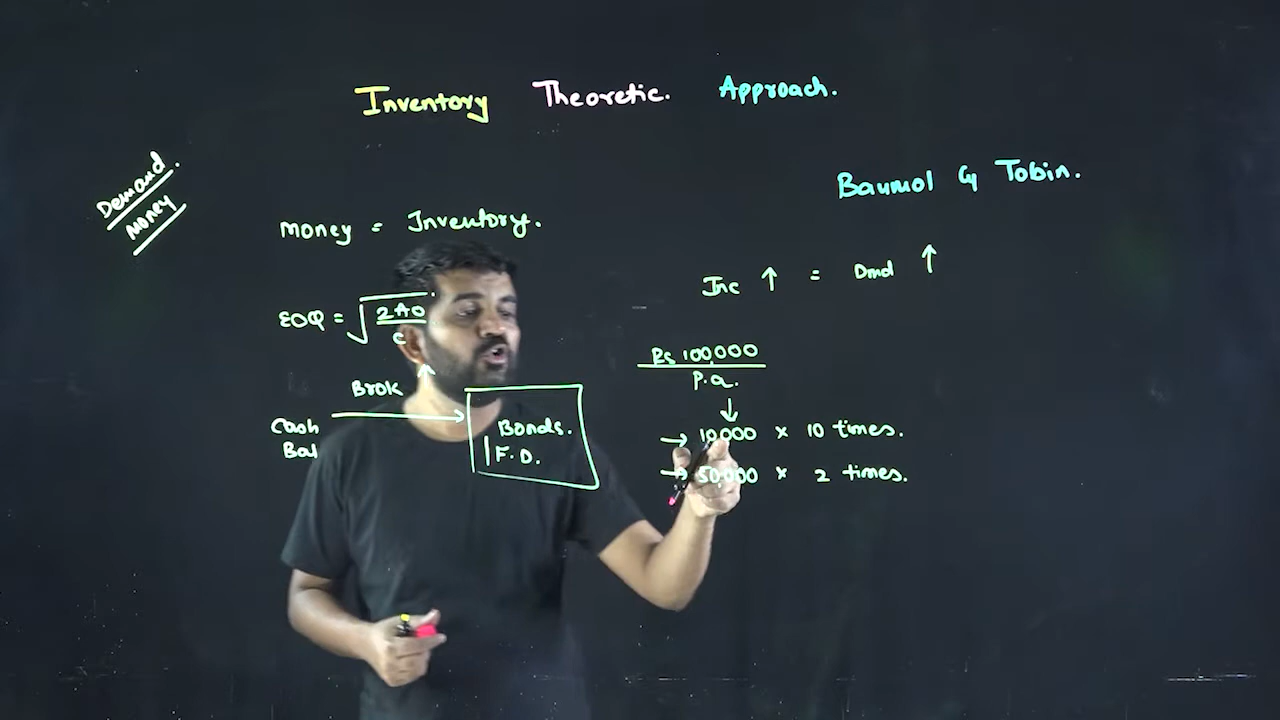 Inventory Theoretic. Approach.
Demand.
Money
Baumol & Tobin.
Money = Inventory.
Inc ↑ = Dmd ↑
EOQ = √2AO/C
Rs 100,000
P.a.
↓
Brok
Cash
Bal
Bonds.
F.D.
→ 10,000 × 10 times.
→ 50,000 × 2 times.